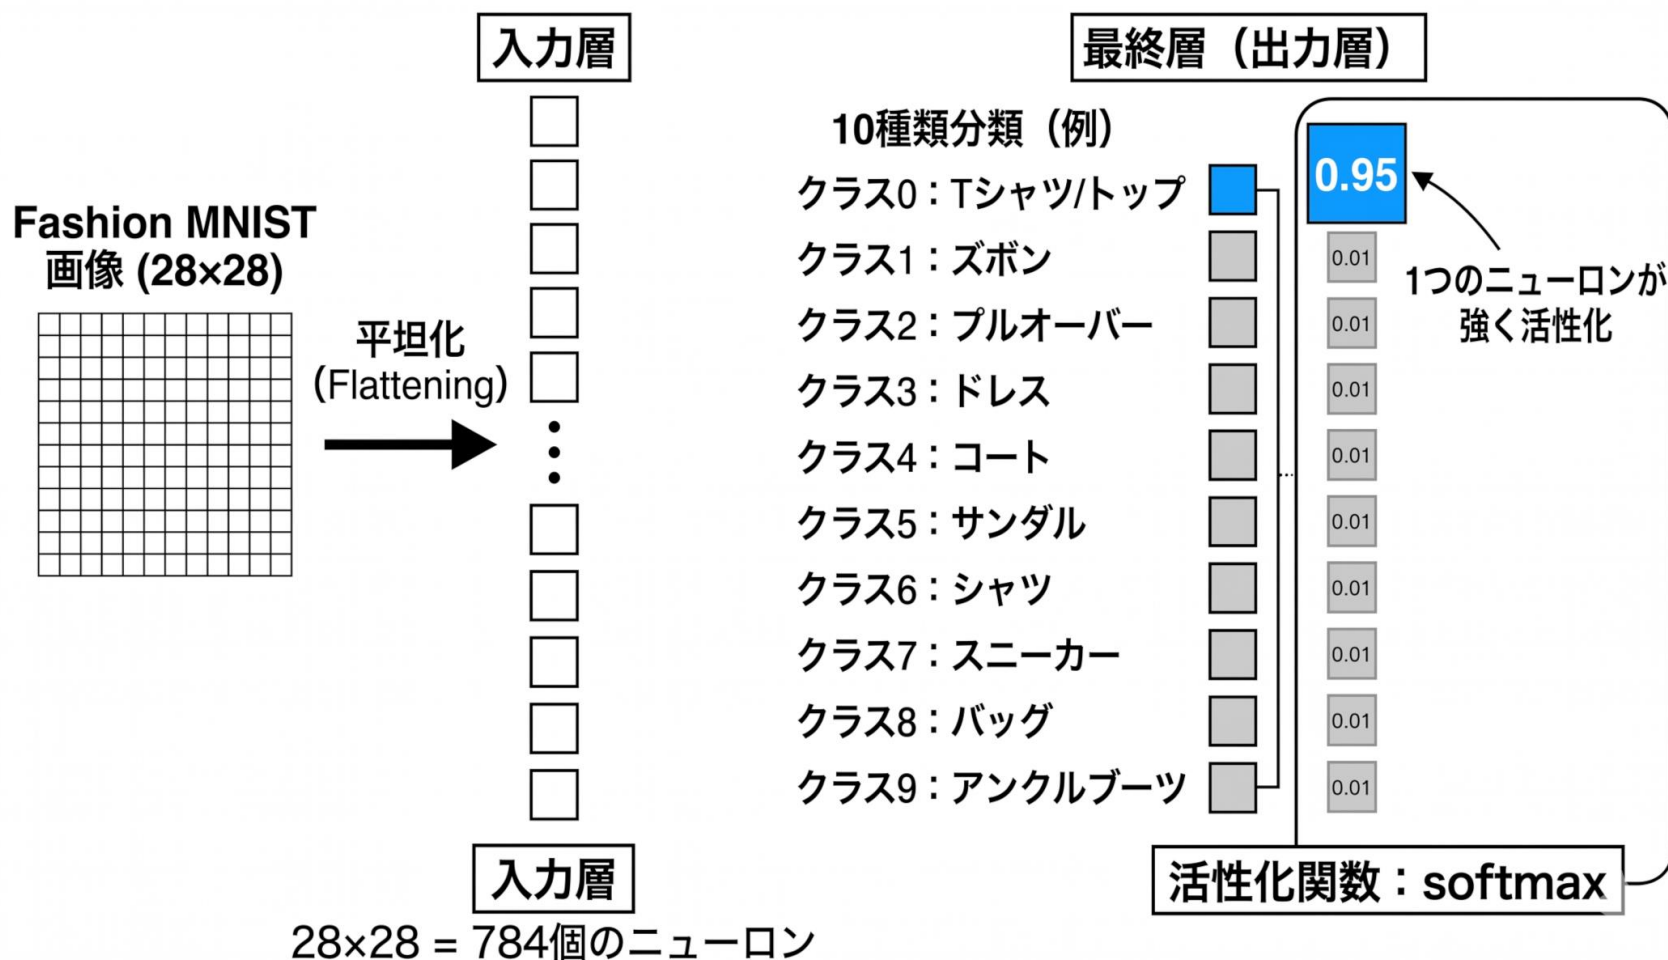 入力層
最終層（出力層）
Fashion MNIST
画像 (28×28)
平坦化
(Flattening)
入力層
28×28 = 784個のニューロン
10種類分類（例）
クラス0：Tシャツ/トップ
クラス1：ズボン
クラス2：プルオーバー
クラス3：ドレス
クラス4：コート
クラス5：サンダル
クラス6：シャツ
クラス7：スニーカー
クラス8：バッグ
クラス9：アンクルブーツ
0.95
0.01
0.01
0.01
0.01
0.01
0.01
0.01
0.01
0.01
1つのニューロンが
強く活性化
活性化関数：softmax